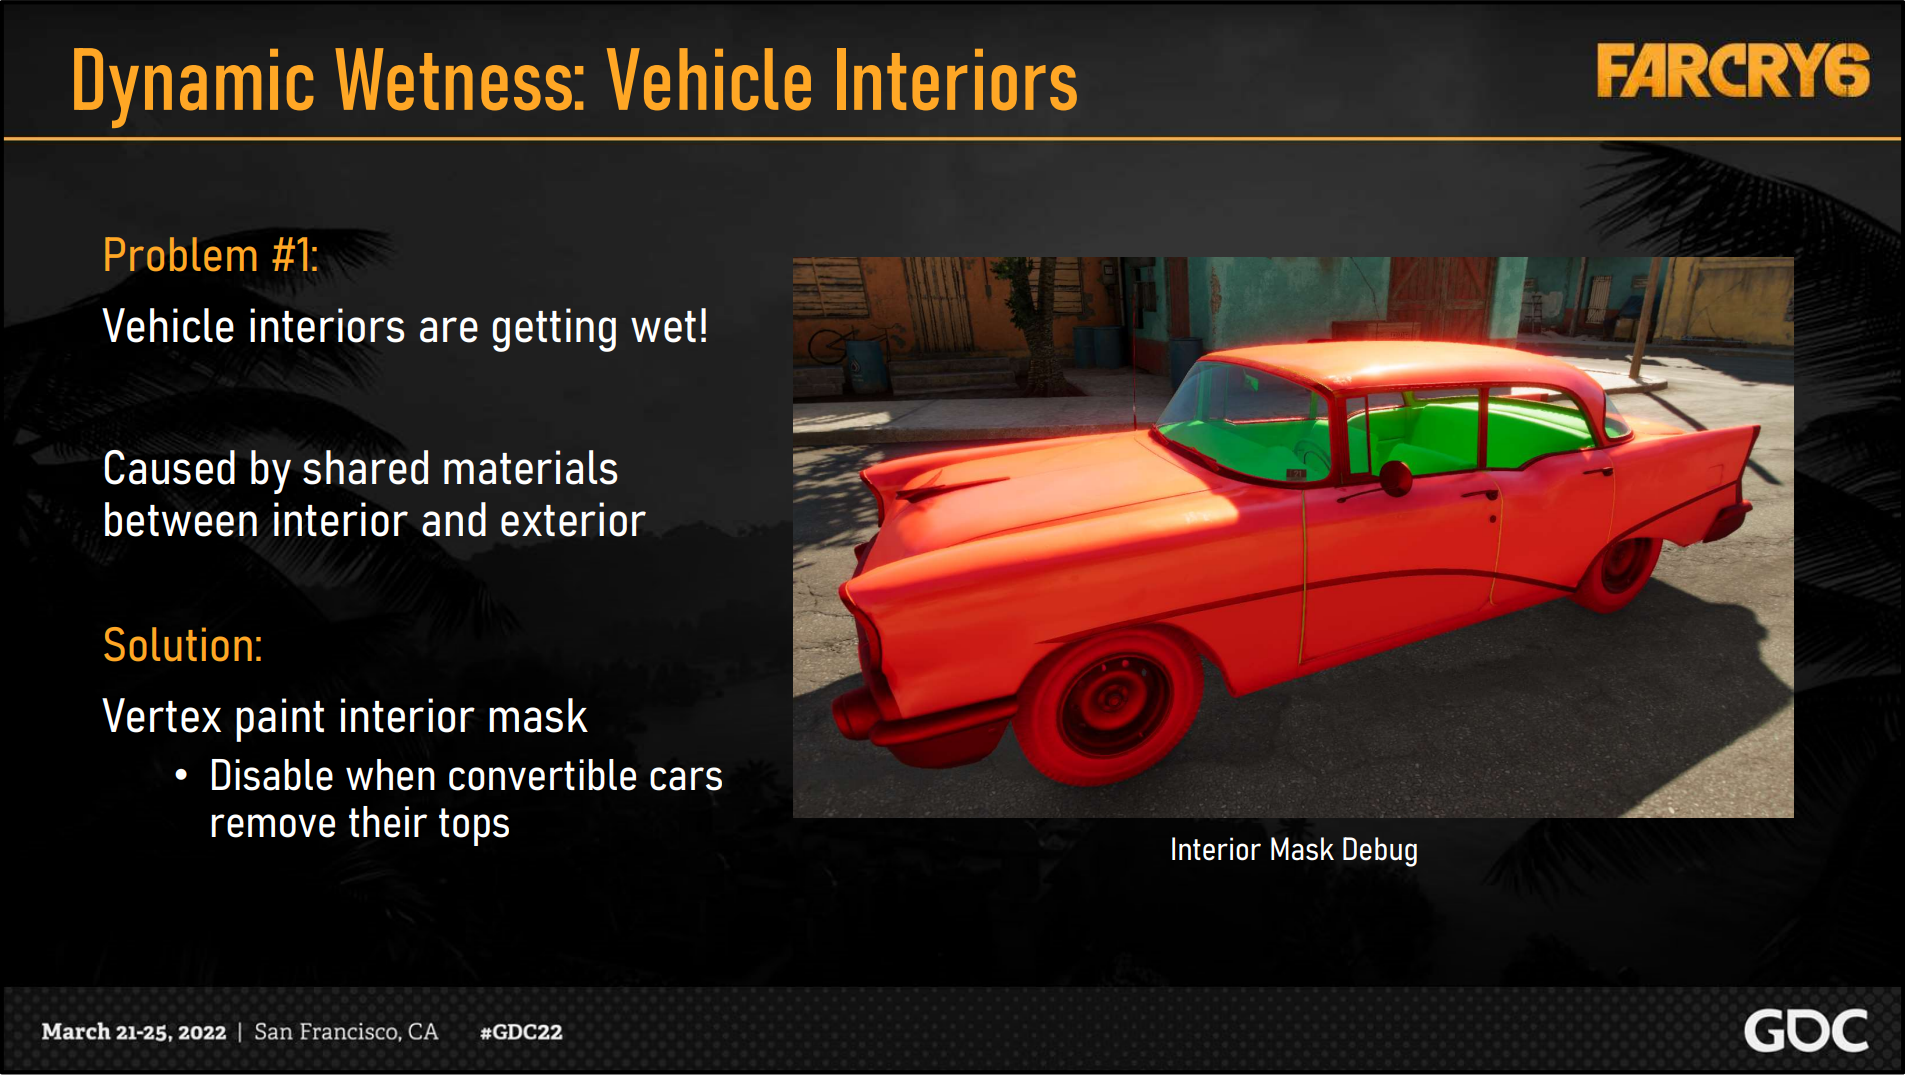 Dynamic Wetness: Vehicle Interiors
FARCRY6
Problem #1:
Vehicle interiors are getting wet!
Caused by shared materials
between interior and exterior
Solution:
Vertex paint interior mask
• Disable when convertible cars
remove their tops
Interior Mask Debug
March 21-25, 2022 | San Francisco, CA #GDC22
GDC